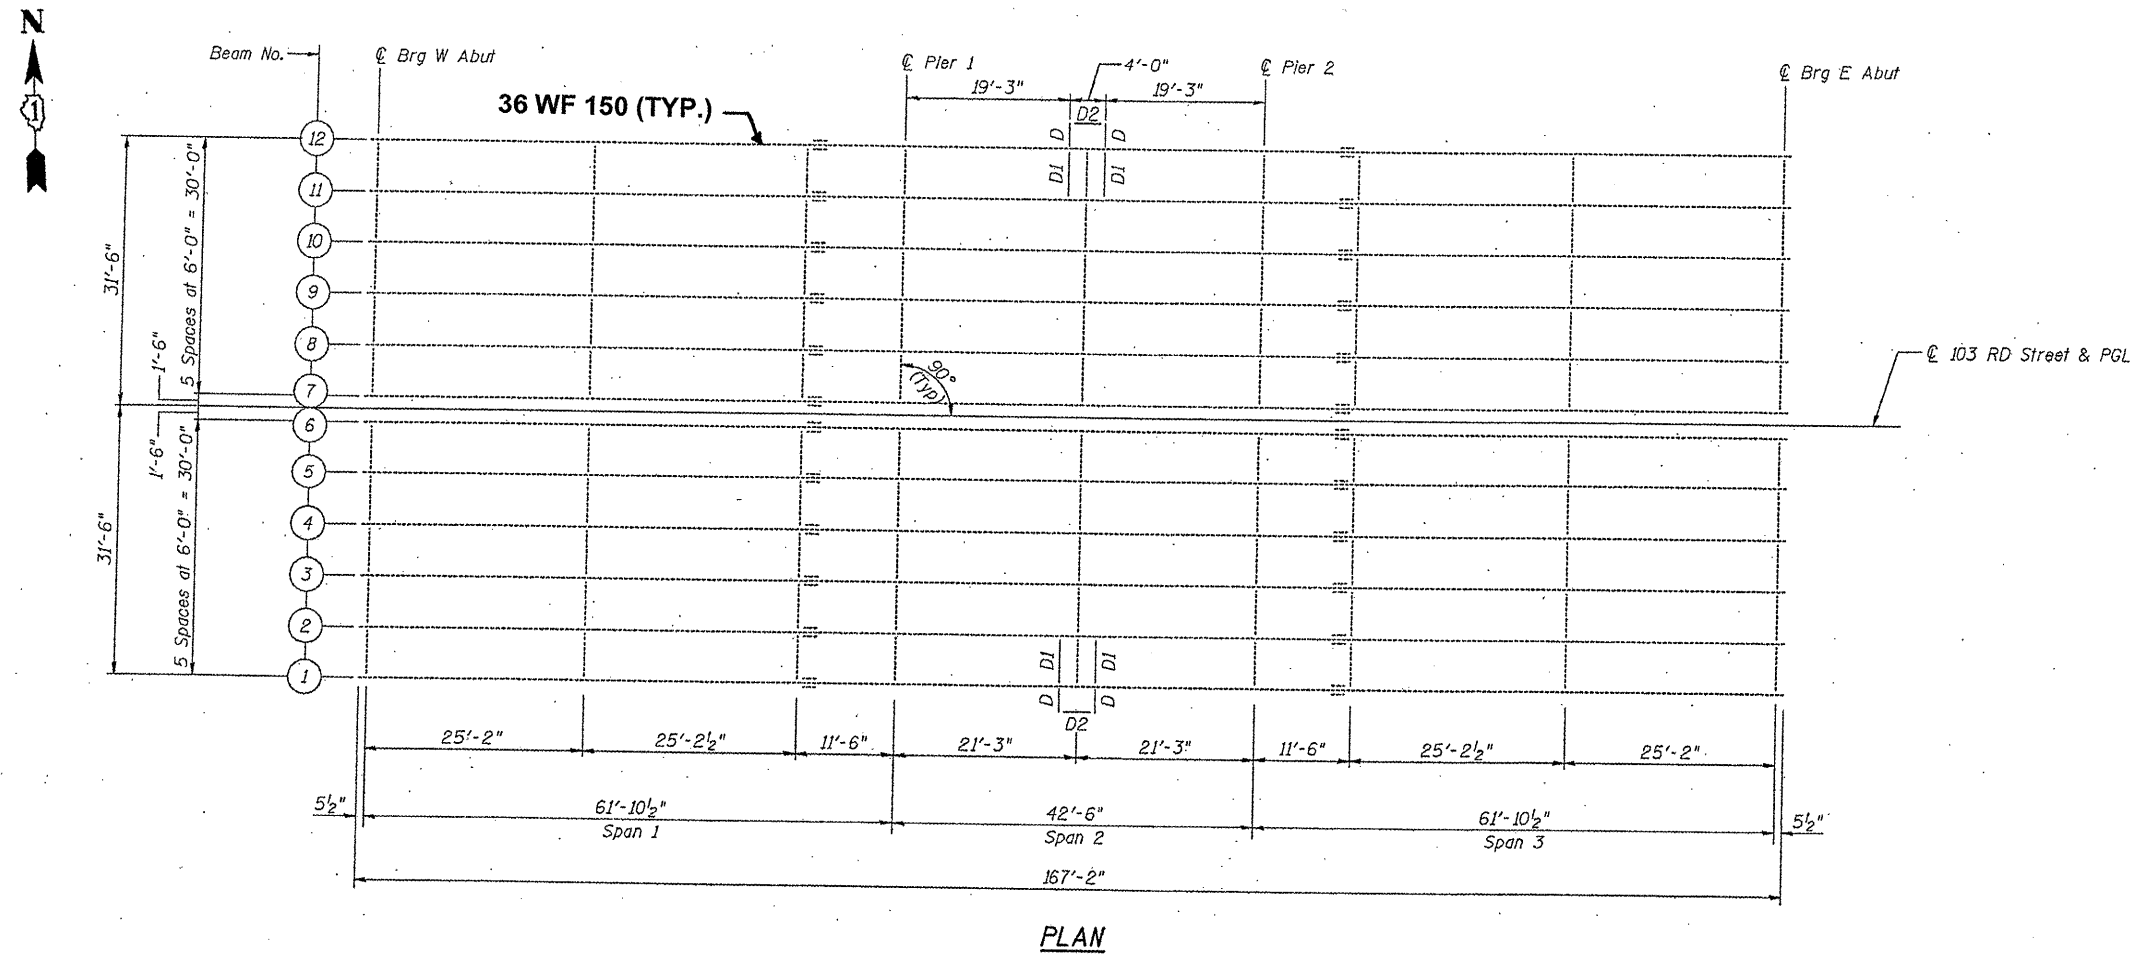 N
1
Beam No.
℄ Brg W Abut
℄ Pier 1
4'-0"
℄ Pier 2
℄ Brg E Abut
19'-3"
19'-3"
36 WF 150 (TYP.)
D2
D
D
D1
D1
12
11
10
9
8
7
6
5
4
3
2
1
31'-6"
5 Spaces at 6'-0" = 30'-0"
1'-6"
1'-6"
31'-6"
5 Spaces at 6'-0" = 30'-0"
90°
(Typ)
℄ 103 RD Street & PGL
D1
D1
D
D
D2
25'-2"
25'-2½"
11'-6"
21'-3"
21'-3"
11'-6"
25'-2½"
25'-2"
5½"
61'-10½"
Span 1
42'-6"
Span 2
61'-10½"
Span 3
5½"
167'-2"
PLAN